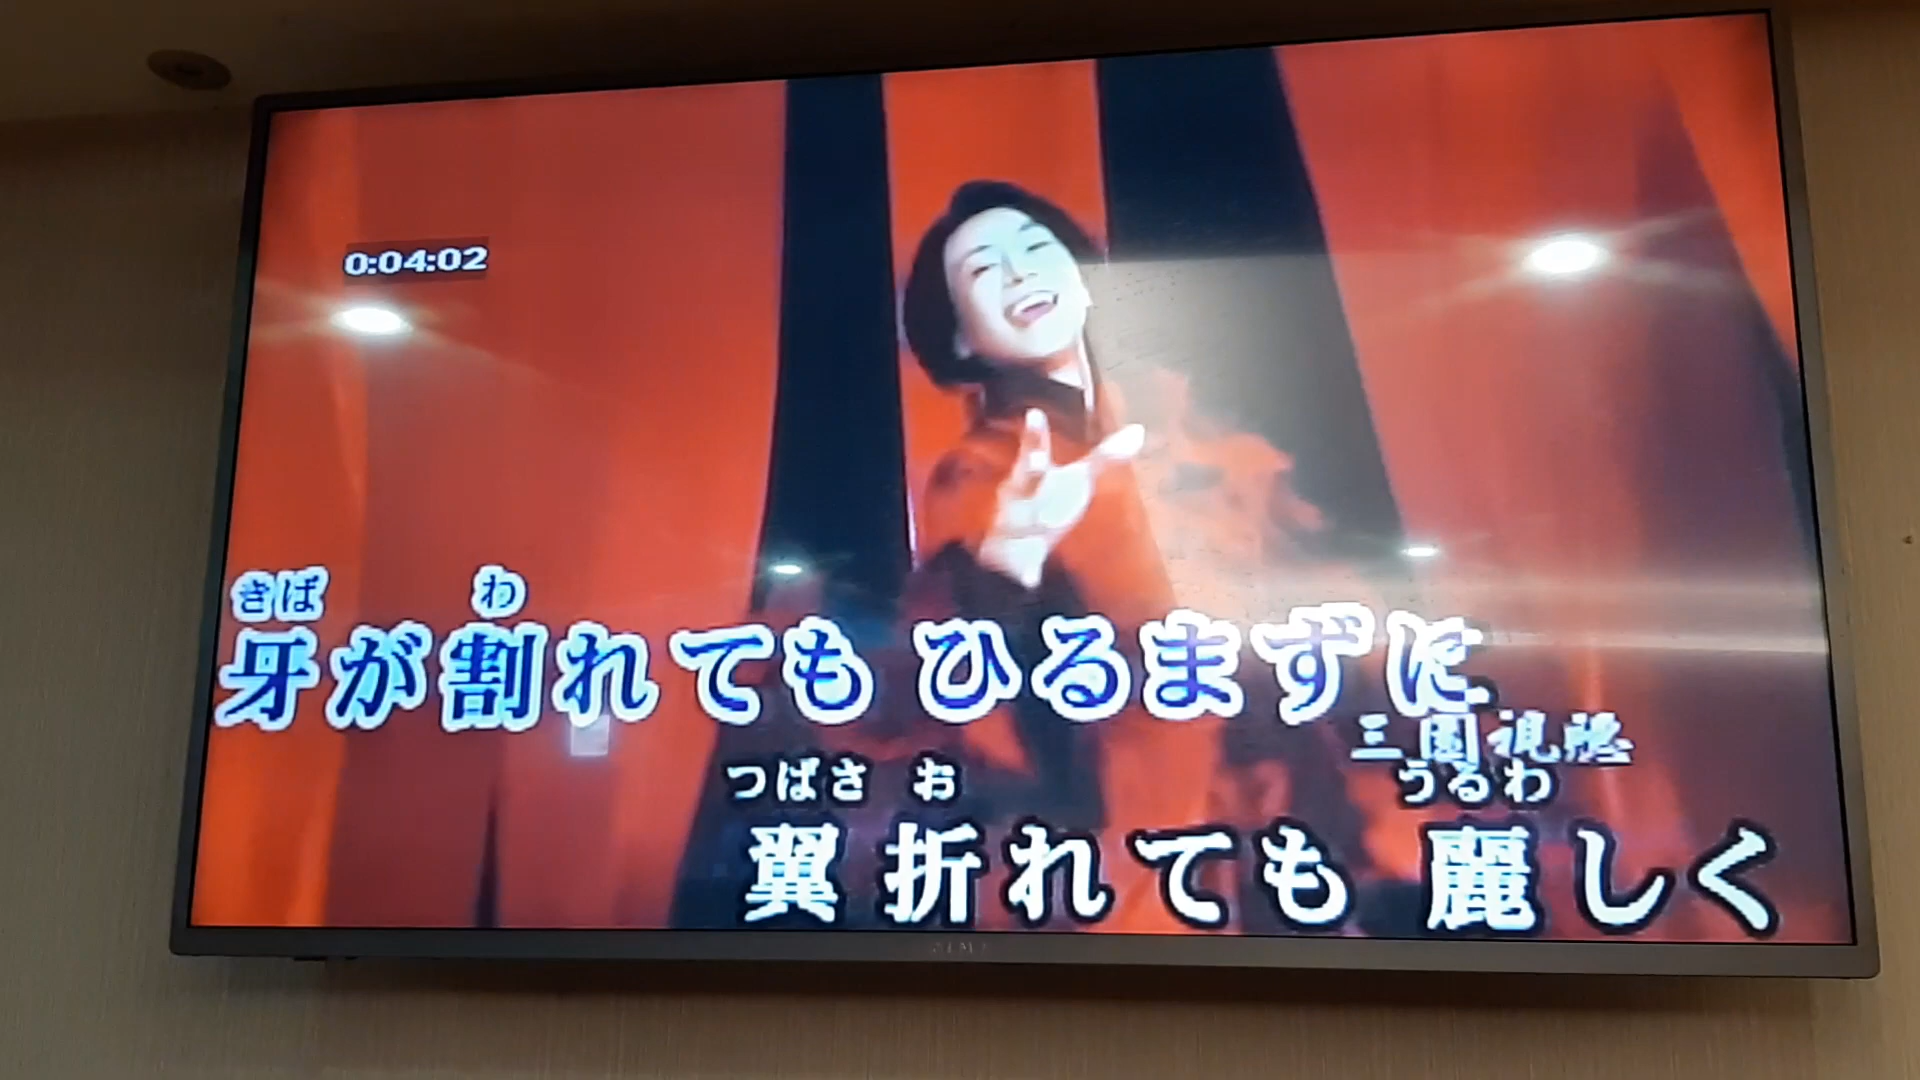 0:04:02
きば わ
牙が割れても ひるまずに
三園視聴
つばさ お うるわ
翼 折れても 麗しく